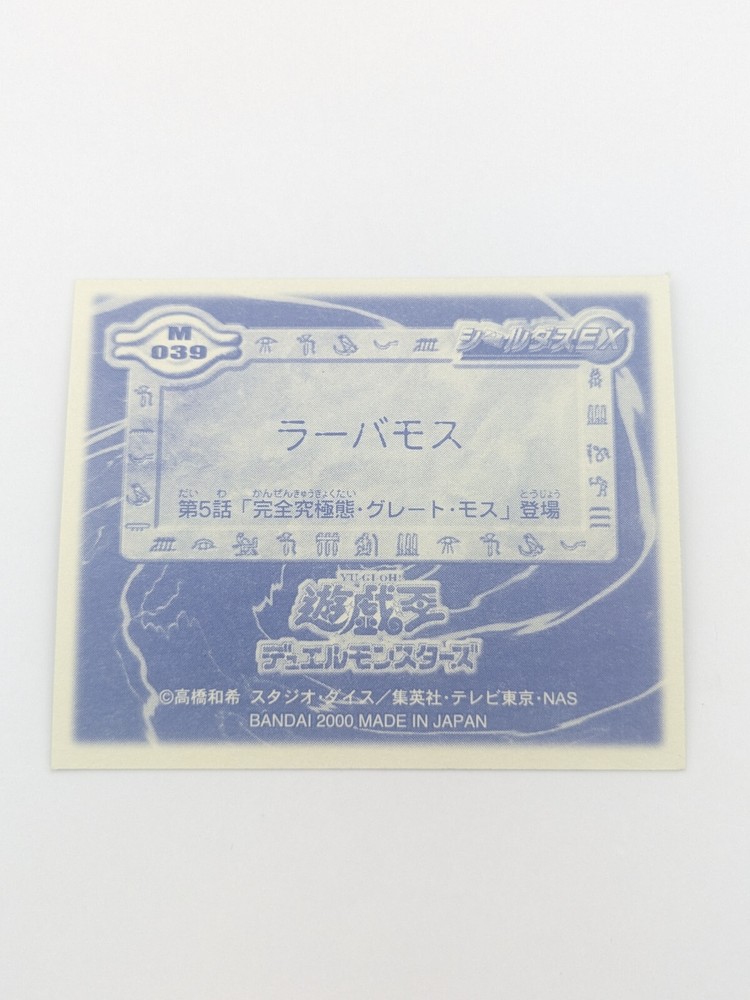 M
039
シールダスEX
ラーバモス
だいわ かんぜんきゅうきょくたい とうじょう
第5話「完全究極態・グレート・モス」登場
YU-GI-OH!
遊戯王
デュエルモンスターズ
©高橋和希 スタジオ・ダイス／集英社・テレビ東京・NAS
BANDAI 2000 MADE IN JAPAN